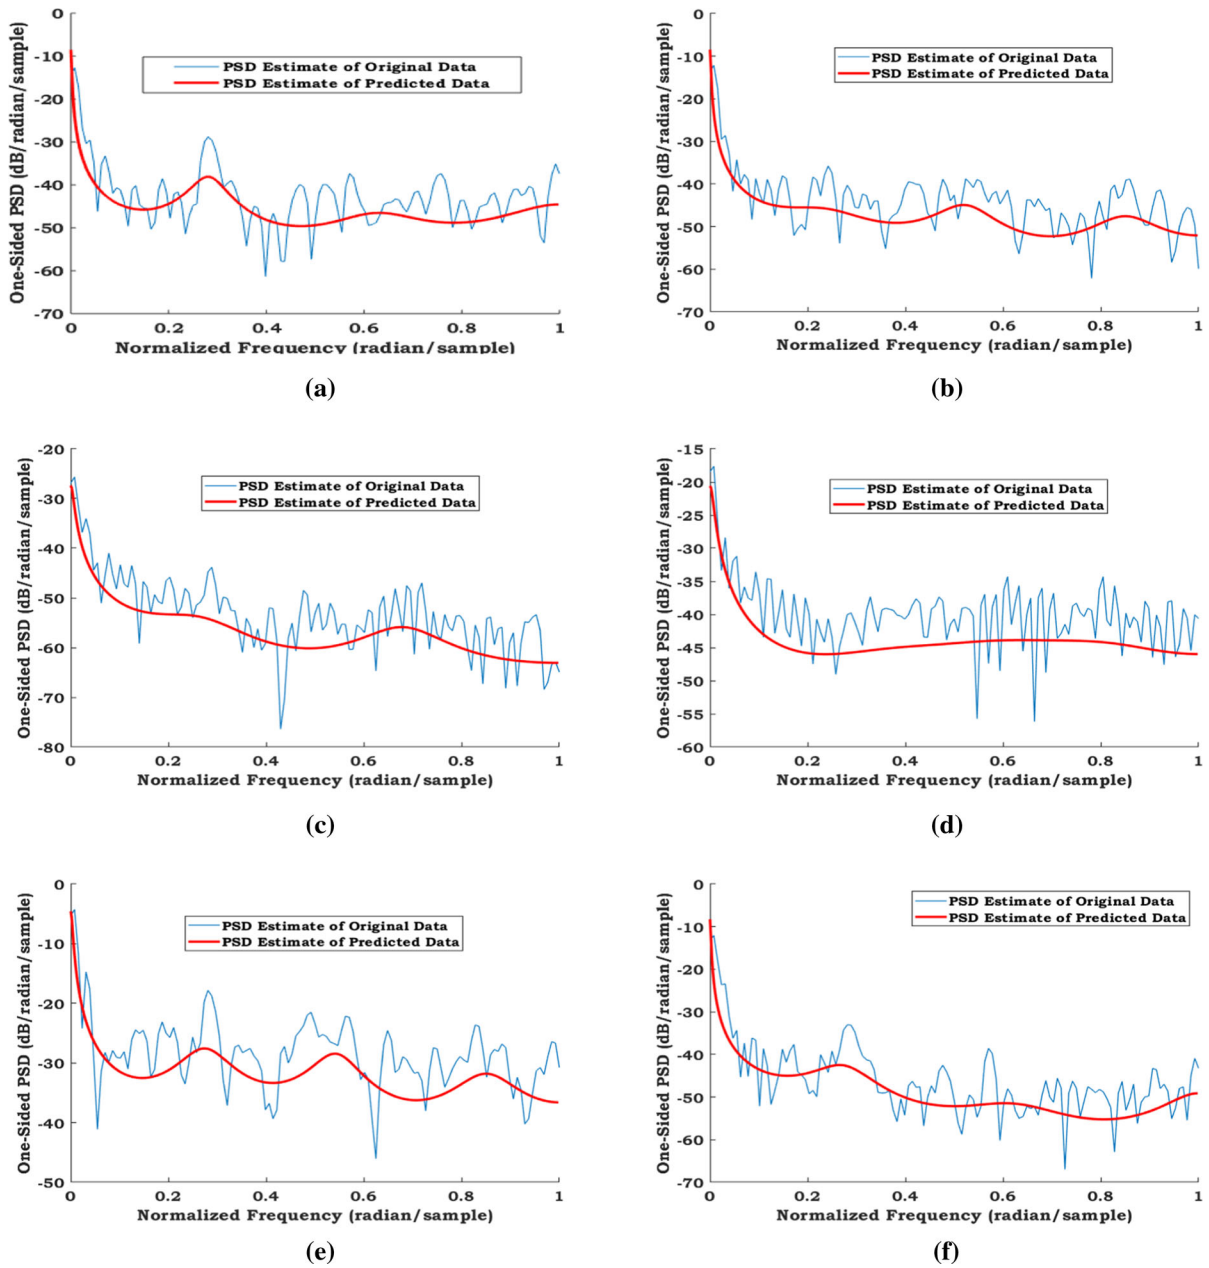 One-Sided PSD (dB/radian/sample)
0
-10
-20
-30
-40
-50
-60
-70
PSD Estimate of Original Data
PSD Estimate of Predicted Data
0 0.2 0.4 0.6 0.8 1
Normalized Frequency (radian/sample)
(a)
One-Sided PSD (dB/radian/sample)
0
-10
-20
-30
-40
-50
-60
-70
PSD Estimate of Original Data
PSD Estimate of Predicted Data
0 0.2 0.4 0.6 0.8 1
Normalized Frequency (radian/sample)
(b)
One-Sided PSD (dB/radian/sample)
-20
-30
-40
-50
-60
-70
-80
PSD Estimate of Original Data
PSD Estimate of Predicted Data
0 0.2 0.4 0.6 0.8 1
Normalized Frequency (radian/sample)
(c)
One-Sided PSD (dB/radian/sample)
-15
-20
-25
-30
-35
-40
-45
-50
-55
-60
PSD Estimate of Original Data
PSD Estimate of Predicted Data
0 0.2 0.4 0.6 0.8 1
Normalized Frequency (radian/sample)
(d)
One-Sided PSD (dB/radian/sample)
0
-10
-20
-30
-40
-50
PSD Estimate of Original Data
PSD Estimate of Predicted Data
0 0.2 0.4 0.6 0.8 1
Normalized Frequency (radian/sample)
(e)
One-Sided PSD (dB/radian/sample)
0
-10
-20
-30
-40
-50
-60
-70
PSD Estimate of Original Data
PSD Estimate of Predicted Data
0 0.2 0.4 0.6 0.8 1
Normalized Frequency (radian/sample)
(f)